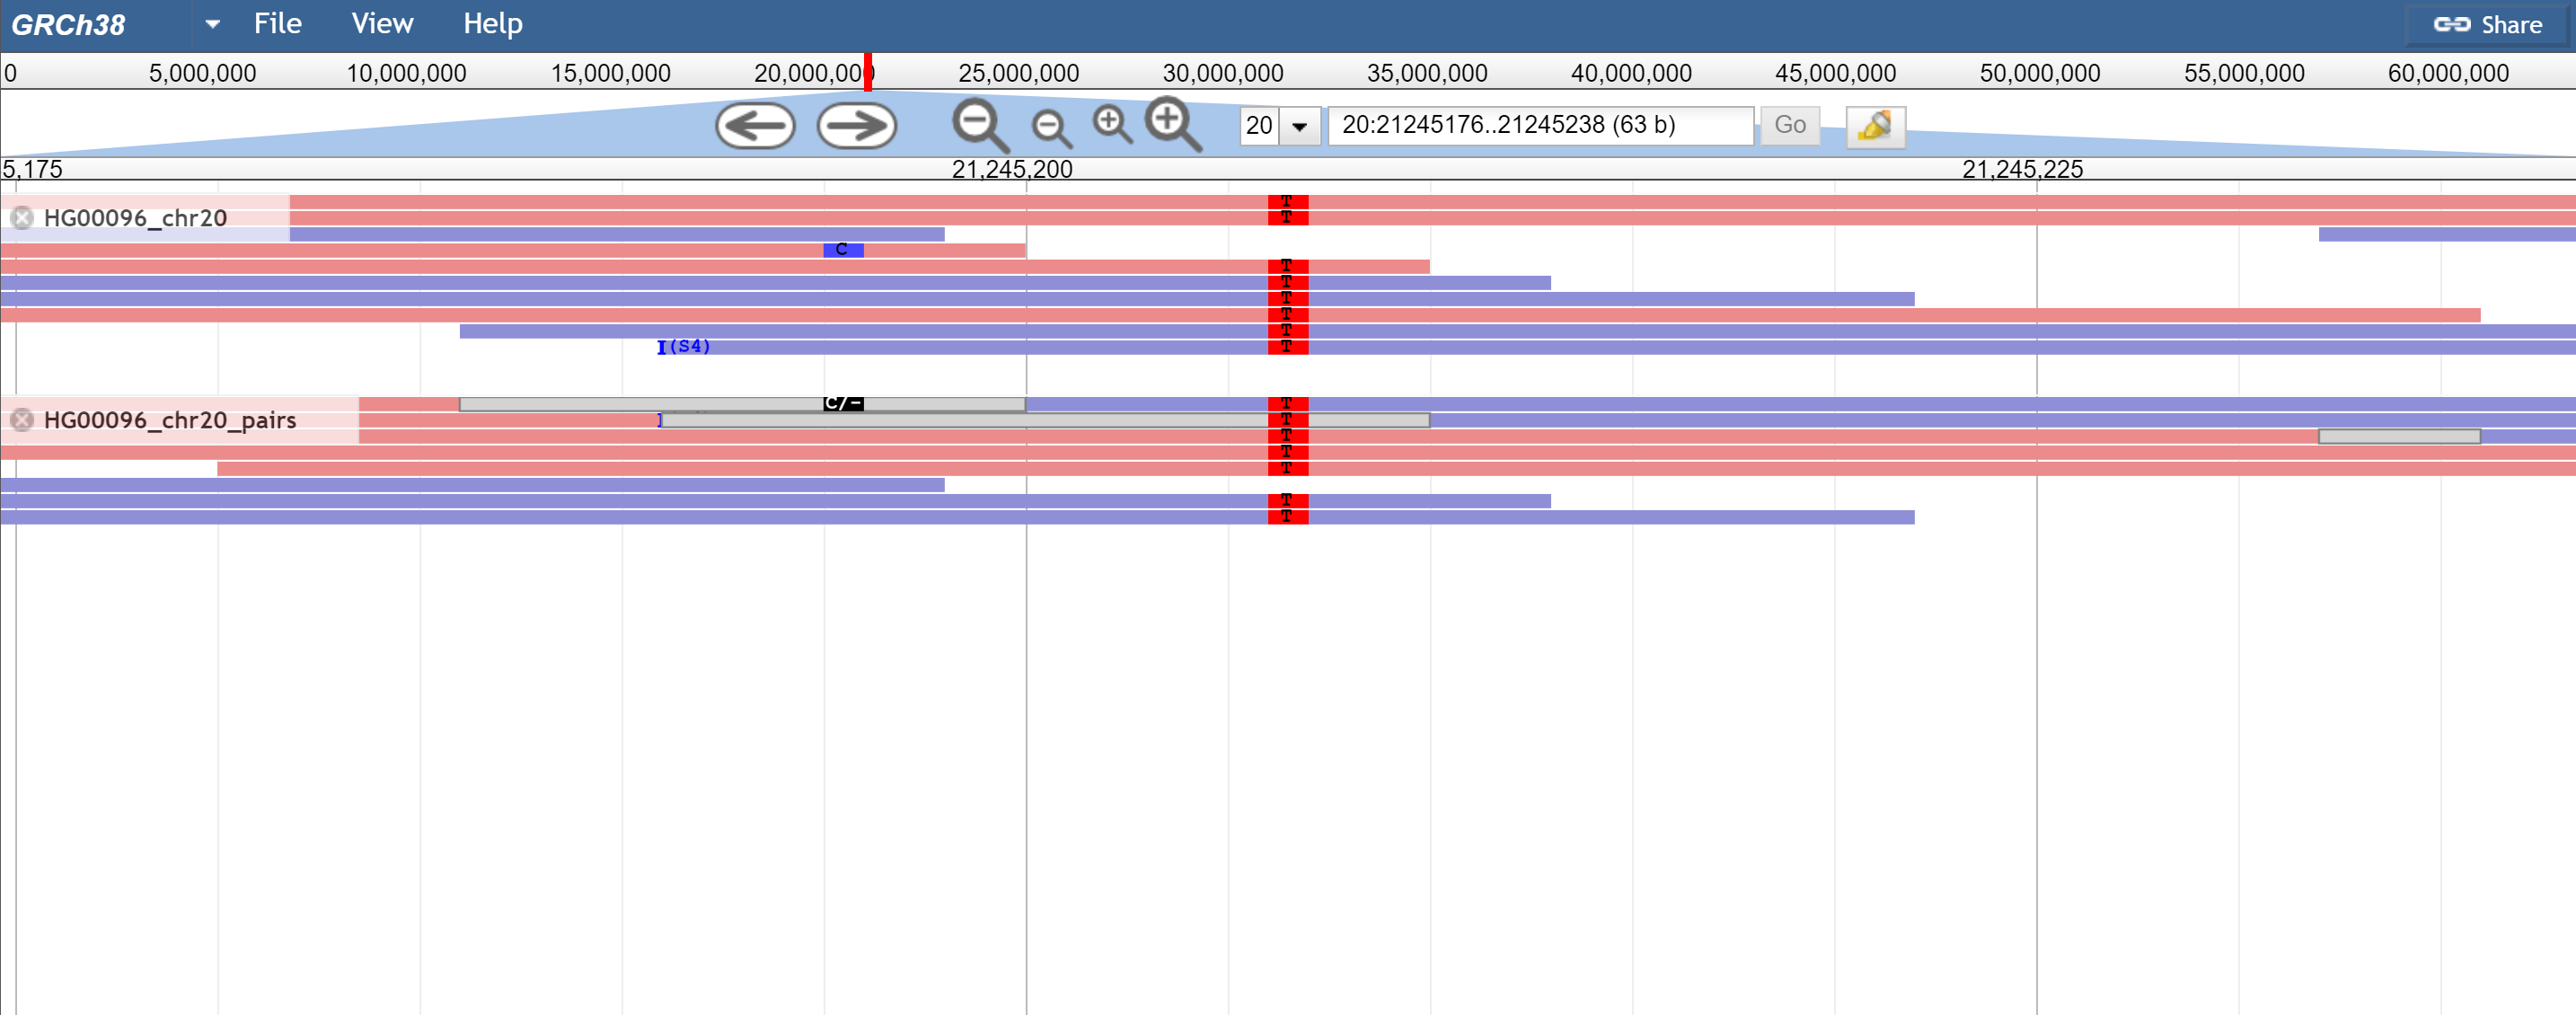 GRCh38 File View Help Share
0 5,000,000 10,000,000 15,000,000 20,000,000 25,000,000 30,000,000 35,000,000 40,000,000 45,000,000 50,000,000 55,000,000 60,000,000
20 20:21245176..21245238 (63 b) Go
5,175 21,245,200 21,245,225
T
HG00096_chr20 T
C
T
T
T
T
T
I(S4) T
C/- T
HG00096_chr20_pairs T
T
T
T
T
T